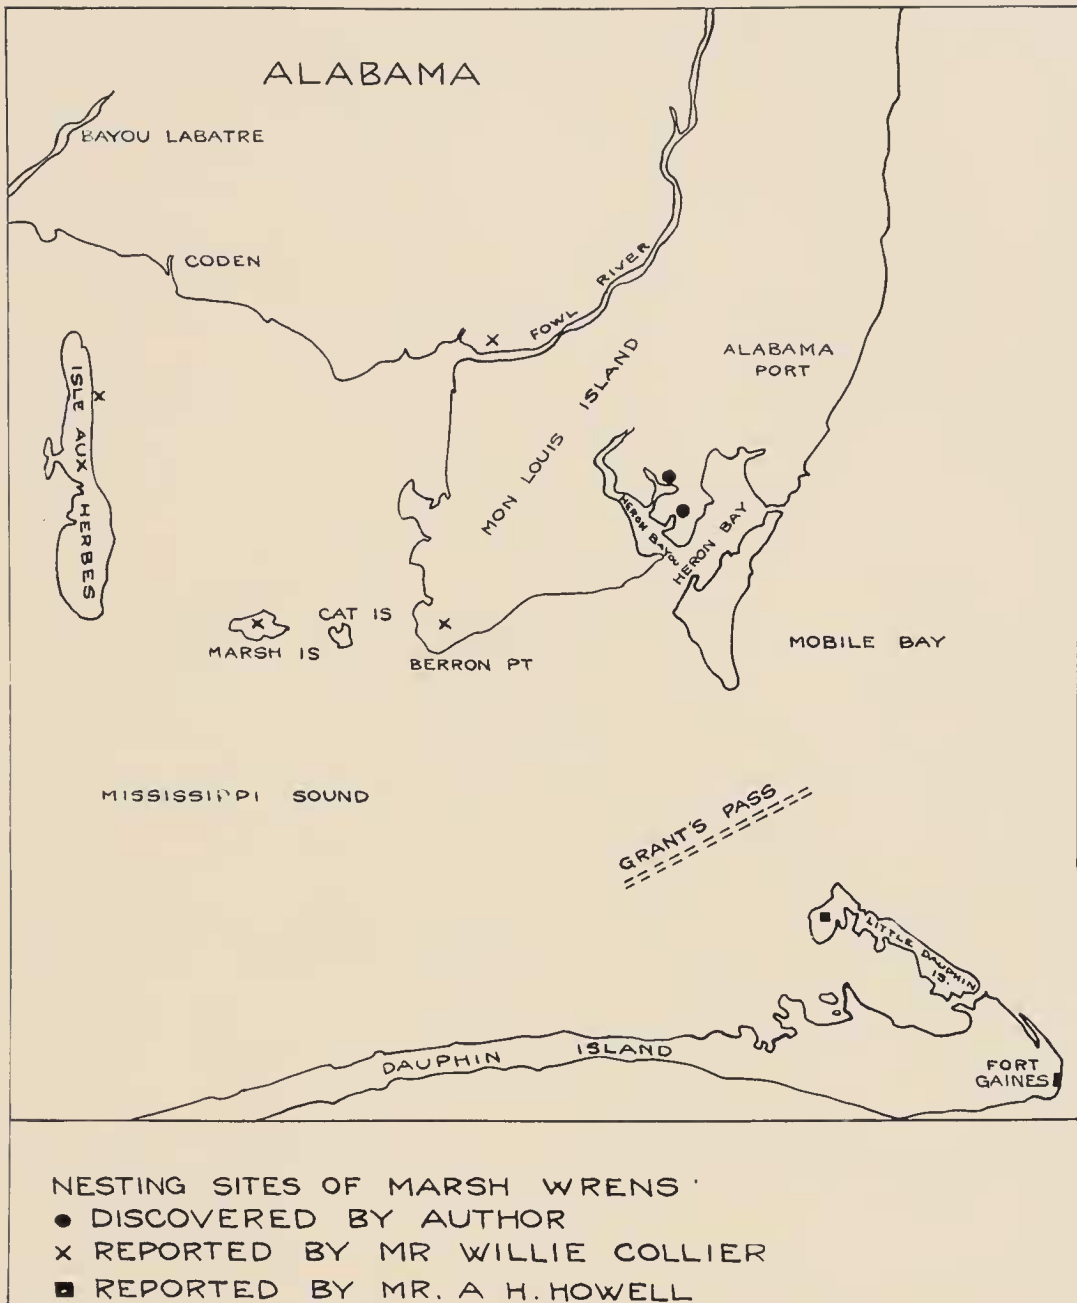 ALABAMA
BAYOU LABATRE
CODEN
FOWL RIVER
ALABAMA
PORT
ISLE AUX HERBES
MON LOUIS ISLAND
HERON BAYOU
HERON BAY
CAT IS
MARSH IS
BERRON PT
MOBILE BAY
MISSISSIPPI SOUND
GRANT'S PASS
LITTLE DAUPHIN
IS.
DAUPHIN ISLAND
FORT
GAINES
NESTING SITES OF MARSH WRENS
● DISCOVERED BY AUTHOR
x REPORTED BY MR WILLIE COLLIER
■ REPORTED BY MR. A H. HOWELL